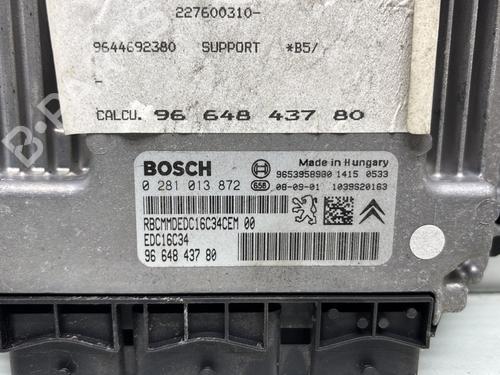 227600310-
9644692380 SUPPORT *B5/
-
CALCU. 96 648 437 80
BOSCH
Made in Hungary
9653958980 1415 0533
0 281 013 872 658 08-09-01 1039S20163
RBCMMDEDC16C34CEM 00
EDC16C34
96 648 437 80